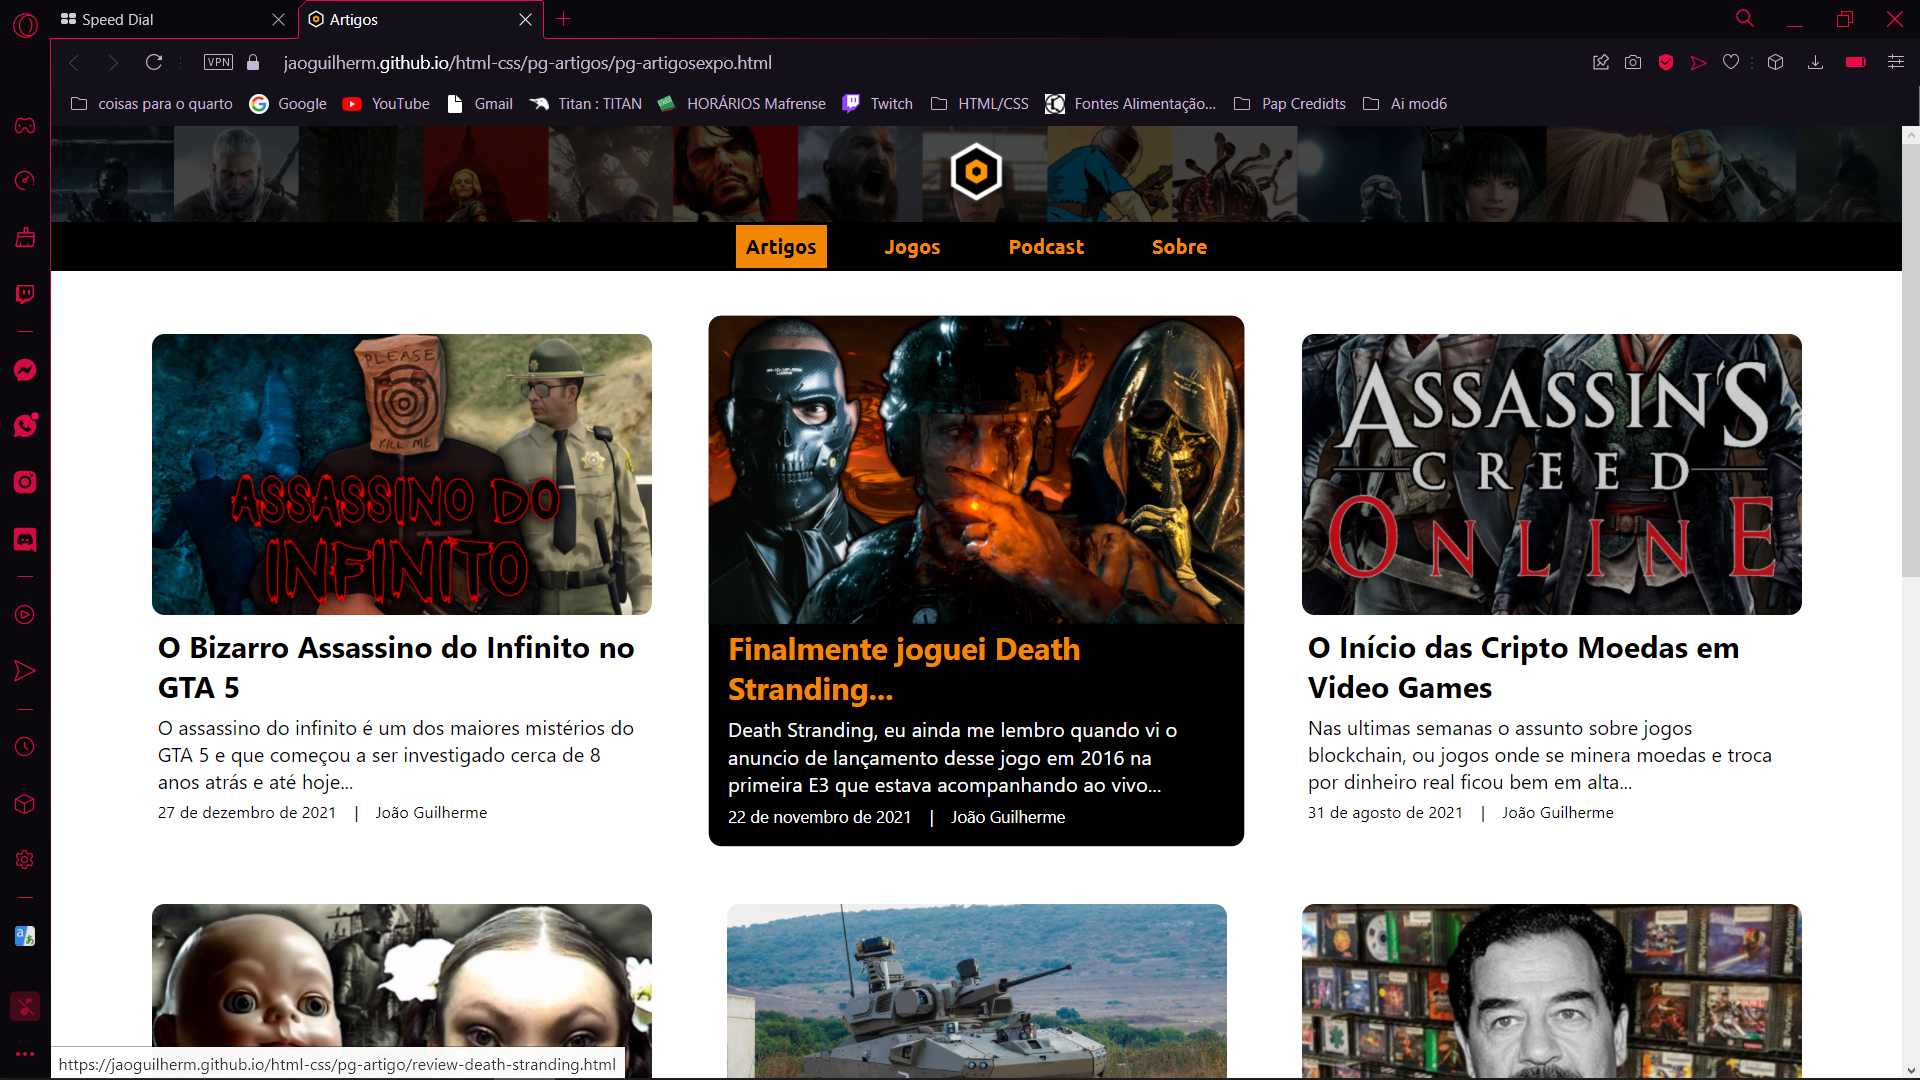 Speed Dial
Artigos
VPN
jaoguilherm.github.io/html-css/pg-artigos/pg-artigosexpo.html
coisas para o quarto
Google
YouTube
Gmail
Titan : TITAN
HORÁRIOS Mafrense
Twitch
HTML/CSS
Fontes Alimentação...
Pap Credidts
Ai mod6
Artigos
Jogos
Podcast
Sobre
PLEASE
KILL ME
ASSASSINO DO
INFINITO
O Bizarro Assassino do Infinito no
GTA 5
O assassino do infinito é um dos maiores mistérios do
GTA 5 e que começou a ser investigado cerca de 8
anos atrás e até hoje...
27 de dezembro de 2021 | João Guilherme
Finalmente joguei Death
Stranding...
Death Stranding, eu ainda me lembro quando vi o
anuncio de lançamento desse jogo em 2016 na
primeira E3 que estava acompanhando ao vivo...
22 de novembro de 2021 | João Guilherme
ASSASSIN'S
CREED
ONLINE
O Início das Cripto Moedas em
Video Games
Nas ultimas semanas o assunto sobre jogos
blockchain, ou jogos onde se minera moedas e troca
por dinheiro real ficou bem em alta...
31 de agosto de 2021 | João Guilherme
https://jaoguilherm.github.io/html-css/pg-artigo/review-death-stranding.html